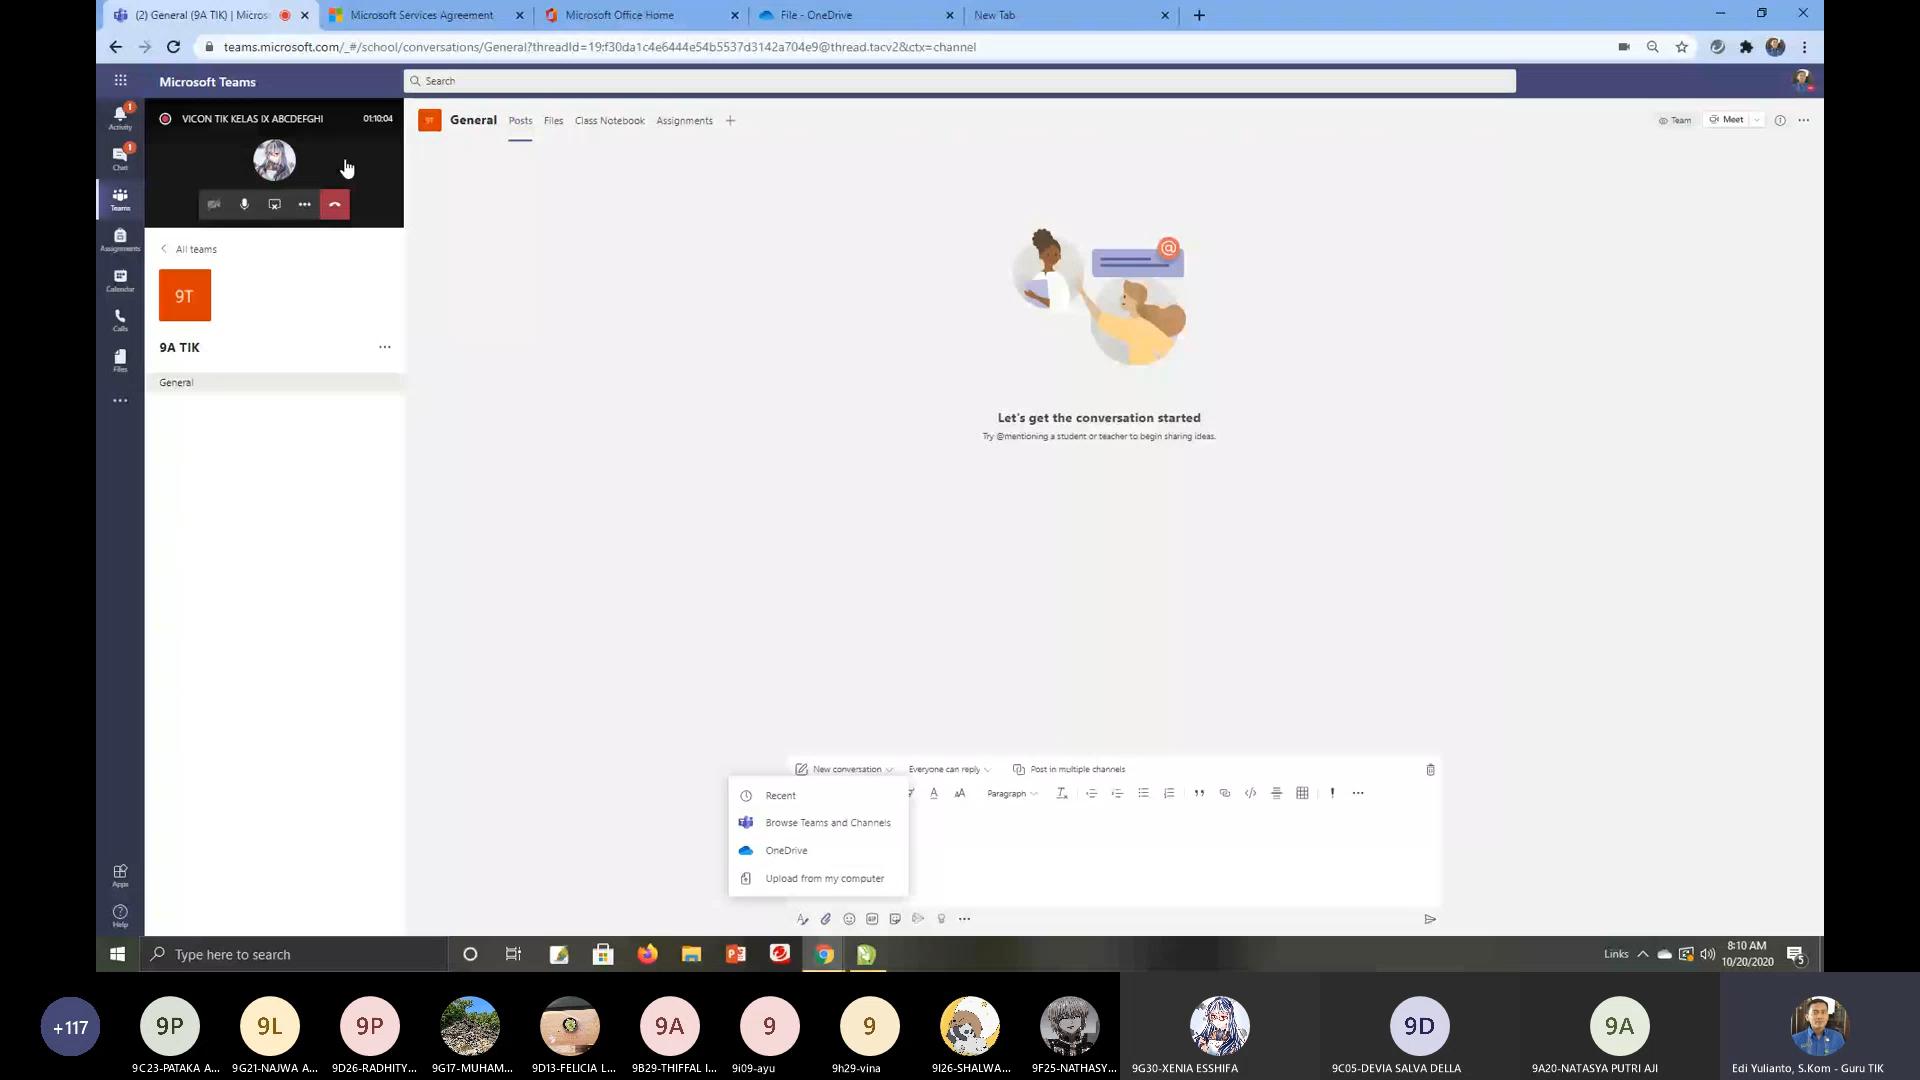 (2) General (9A TIK) | Micros
Microsoft Services Agreement
Microsoft Office Home
File - OneDrive
New Tab
teams.microsoft.com/_#/school/conversations/General?threadId=19:f30da1c4e6444e54b5537d3142a704e9@thread.tacv2&ctx=channel
Microsoft Teams
Search
Activity
1
Chat
1
Teams
Assignments
Calendar
Calls
Files
Apps
Help
VICON TIK KELAS IX ABCDEFGHI
01:10:04
All teams
9T
9A TIK
General
9T
General
Posts
Files
Class Notebook
Assignments
Team
Meet
Let's get the conversation started
Try @mentioning a student or teacher to begin sharing ideas.
New conversation
Everyone can reply
Post in multiple channels
Paragraph
Recent
Browse Teams and Channels
OneDrive
Upload from my computer
GIF
Type here to search
Links
8:10 AM
10/20/2020
5
+117
9P
9L
9P
9A
9
9
9D
9A
9C23-PATAKA A...
9G21-NAJWA A...
9D26-RADHITY...
9G17-MUHAM...
9D13-FELICIA L...
9B29-THIFFAL I...
9i09-ayu
9h29-vina
9I26-SHALWA...
9F25-NATHASY...
9G30-XENIA ESSHIFA
9C05-DEVIA SALVA DELLA
9A20-NATASYA PUTRI AJI
Edi Yulianto, S.Kom - Guru TIK